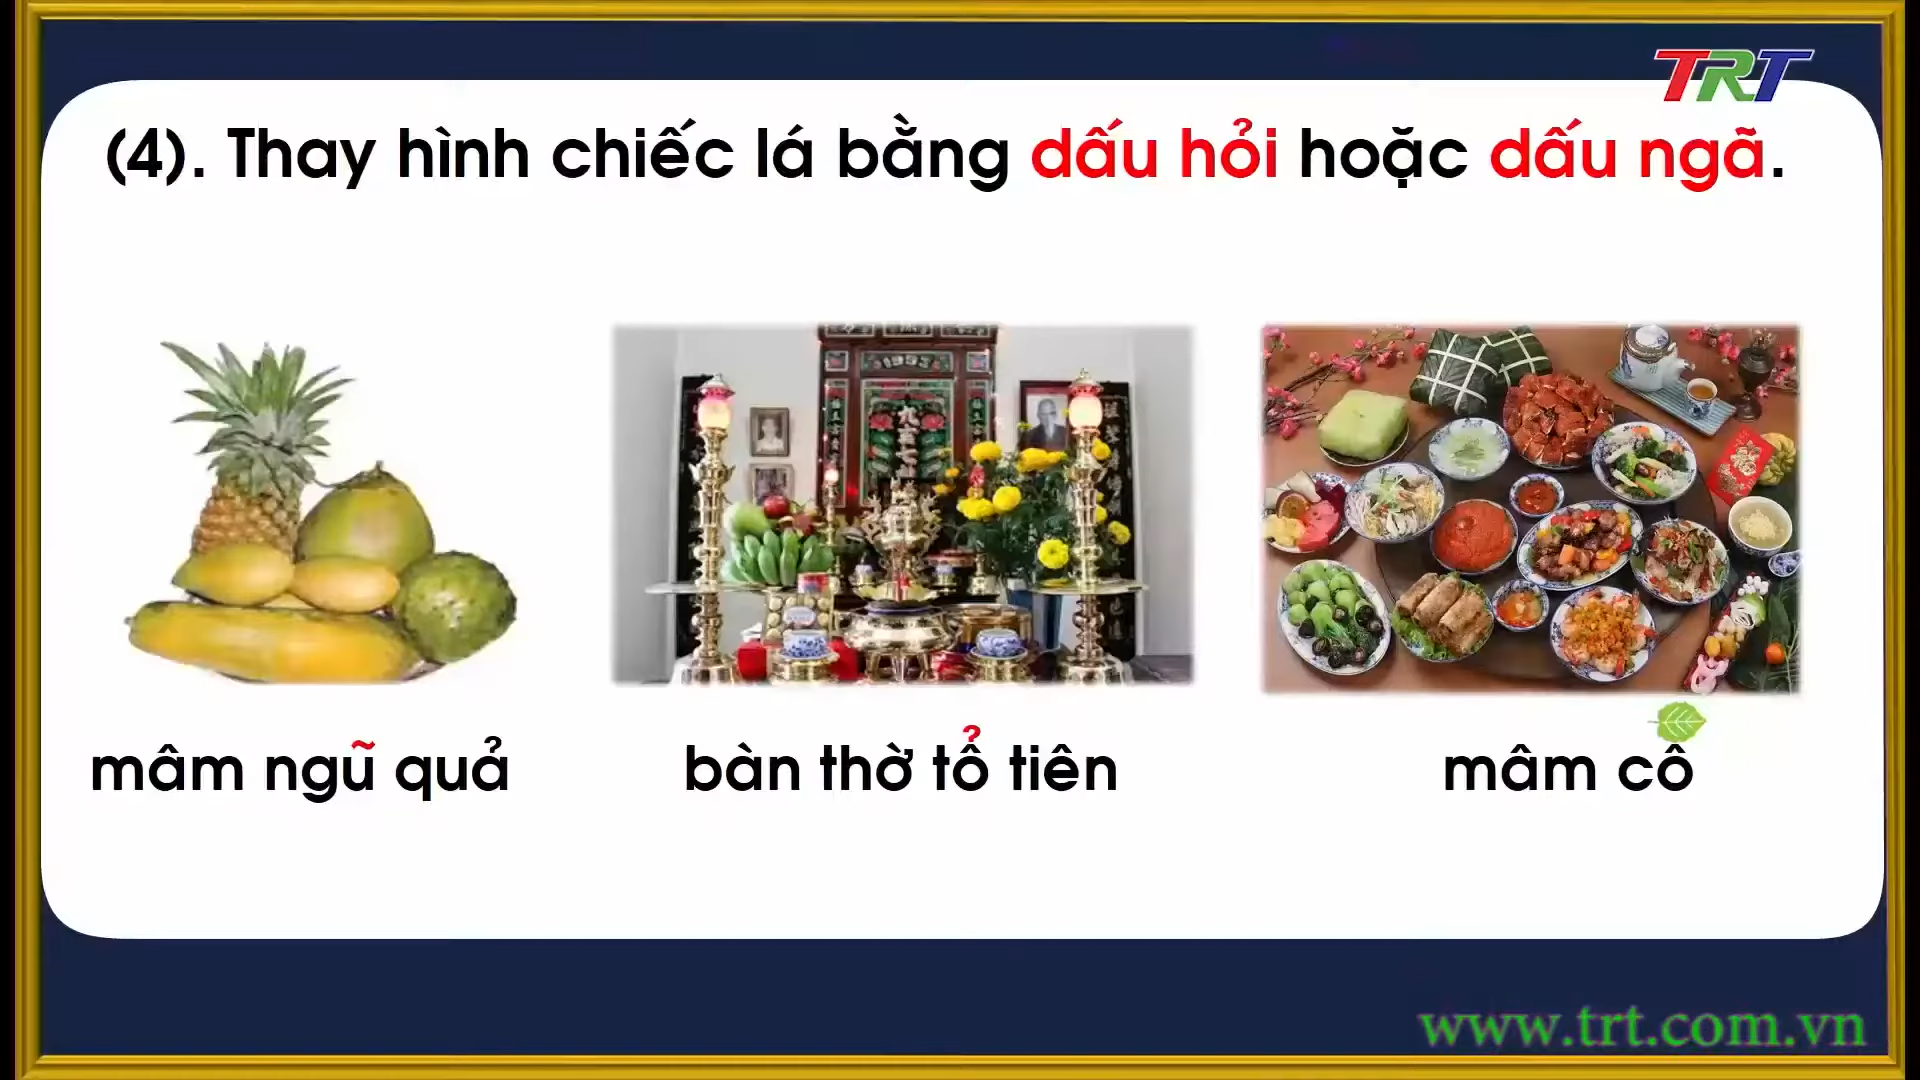 TRT
(4). Thay hình chiếc lá bằng dấu hỏi hoặc dấu ngã.
mâm ngũ quả
bàn thờ tổ tiên
mâm cô
www.trt.com.vn